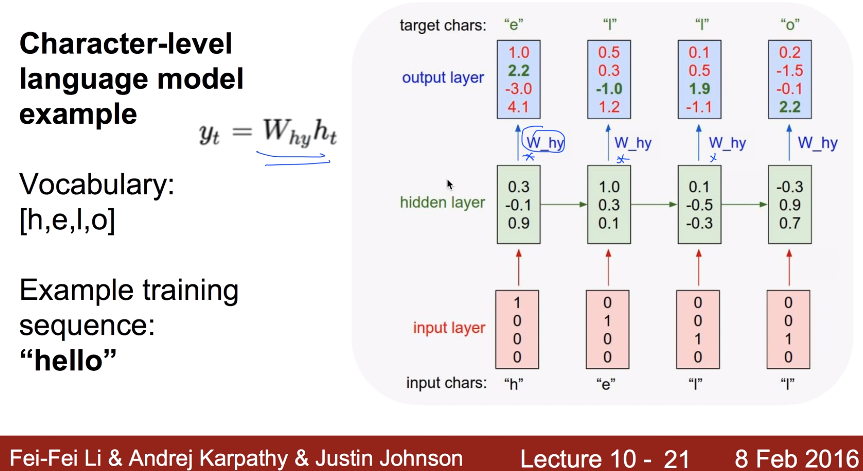 Character-level
language model
example
y_t = W_{hy}h_t
Vocabulary:
[h,e,l,o]
Example training
sequence:
“hello”
target chars: “e” “l” “l” “o”
output layer
1.0 0.5 0.1 0.2
2.2 0.3 0.5 -1.5
-3.0 -1.0 1.9 -0.1
4.1 1.2 -1.1 2.2
W_hy W_hy W_hy W_hy
hidden layer
0.3 1.0 0.1 -0.3
-0.1 0.3 -0.5 0.9
0.9 0.1 -0.3 0.7
input layer
1 0 0 0
0 1 0 0
0 0 1 1
0 0 0 0
input chars: “h” “e” “l” “l”
Fei-Fei Li & Andrej Karpathy & Justin Johnson Lecture 10 - 21 8 Feb 2016